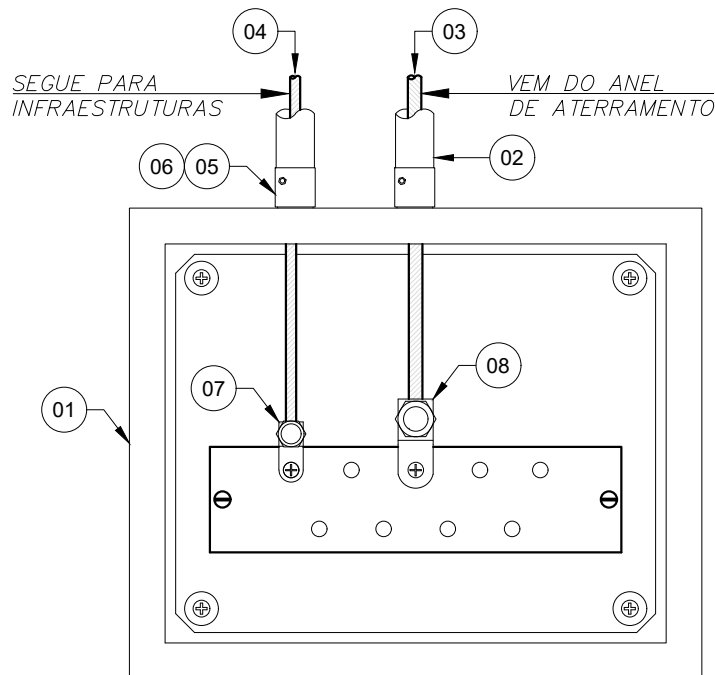 04
03
SEGUE PARA
INFRAESTRUTURAS
VEM DO ANEL
DE ATERRAMENTO
06
05
02
07
08
01